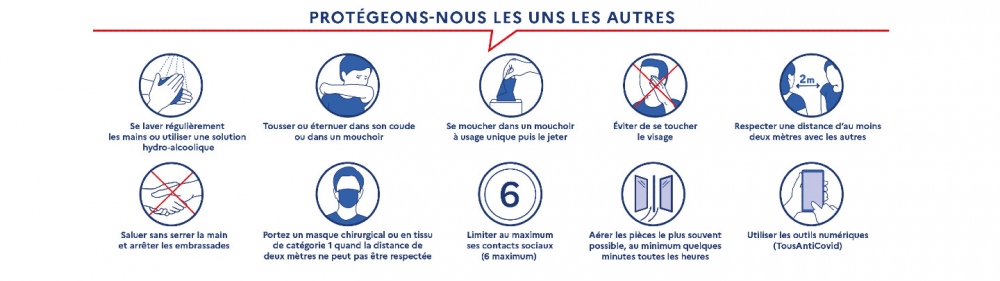 PROTÉGEONS-NOUS LES UNS LES AUTRES
Se laver régulièrement
les mains ou utiliser une solution
hydro-alcoolique
Tousser ou éternuer dans son coude
ou dans un mouchoir
Se moucher dans un mouchoir
à usage unique puis le jeter
Éviter de se toucher
le visage
2m
Respecter une distance d'au moins
deux mètres avec les autres
Saluer sans serrer la main
et arrêter les embrassades
Portez un masque chirurgical ou en tissu
de catégorie 1 quand la distance de
deux mètres ne peut pas être respectée
6
Limiter au maximum
ses contacts sociaux
(6 maximum)
Aérer les pièces le plus souvent
possible, au minimum quelques
minutes toutes les heures
Utiliser les outils numériques
(TousAntiCovid)